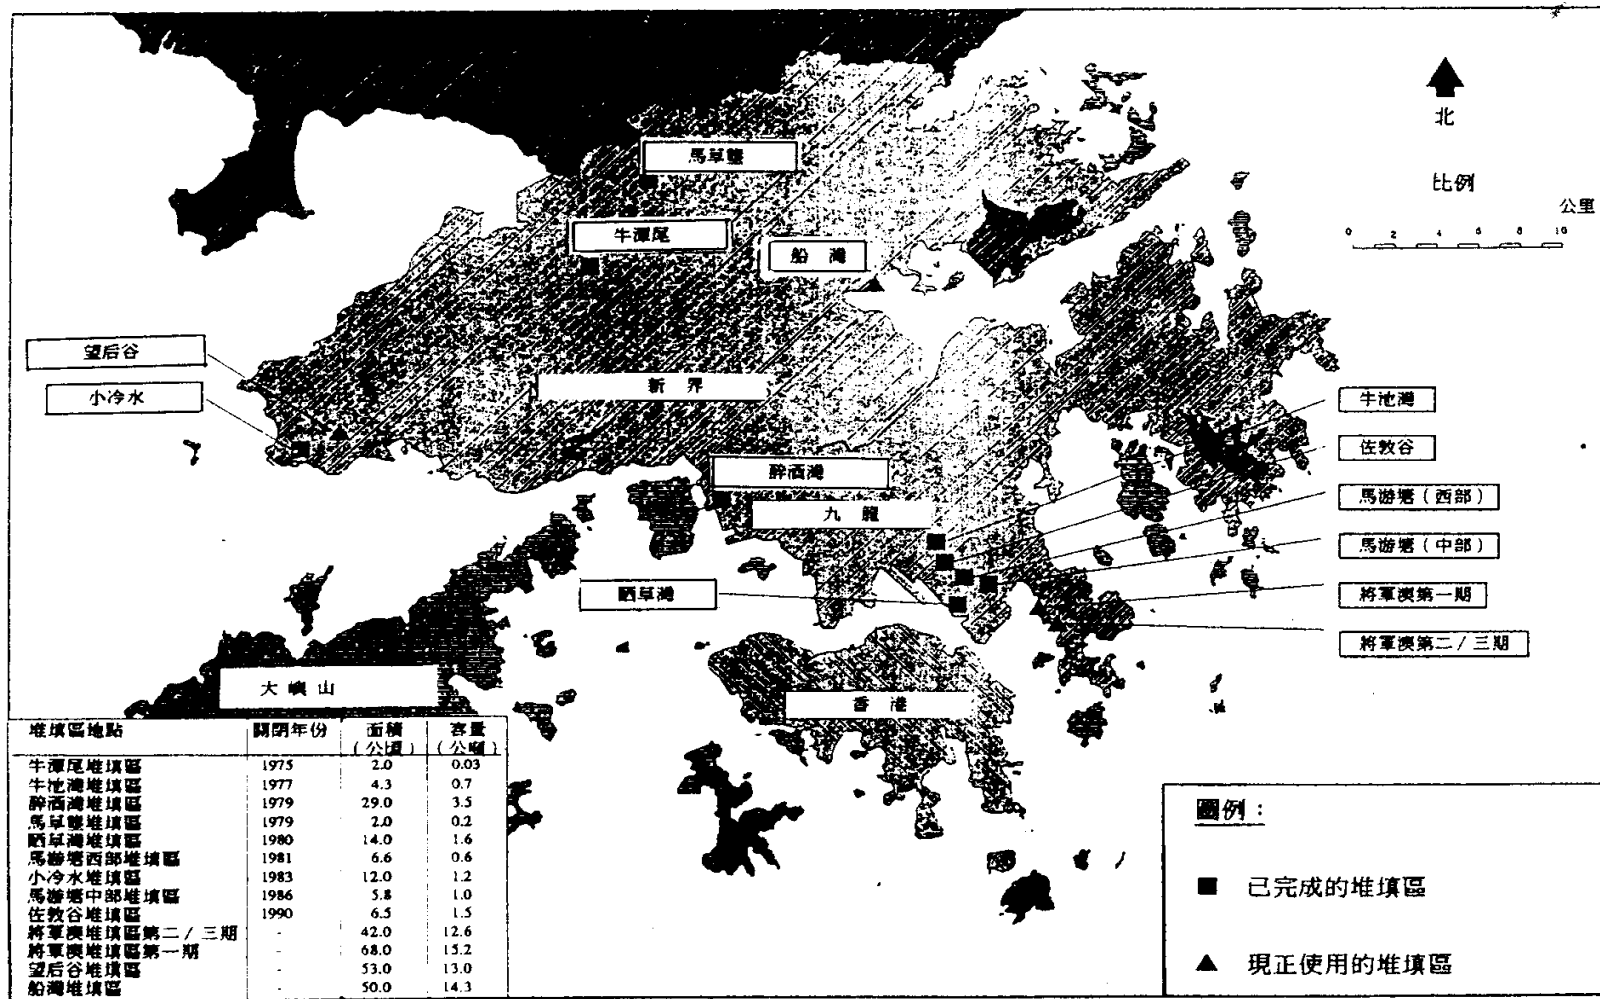 北
比例
公里
0 2 4 6 8 10
馬草壟
牛潭尾
船 灣
望后谷
小冷水
新 界
醉酒灣
九 龍
晒草灣
牛池灣
佐敦谷
馬游塘(西部)
馬游塘(中部)
將軍澳第一期
將軍澳第二/三期
大嶼山
香 港
堆填區地點 關閉年份 面積 容量
(公頃) (公噸)
牛潭尾堆填區 1975 2.0 0.03
牛池灣堆填區 1977 4.3 0.7
醉酒灣堆填區 1979 29.0 3.5
馬草壟堆填區 1979 2.0 0.2
晒草灣堆填區 1980 14.0 1.6
馬游塘西部堆填區 1981 6.6 0.6
小冷水堆填區 1983 12.0 1.2
馬游塘中部堆填區 1986 5.8 1.0
佐敦谷堆填區 1990 6.5 1.5
將軍澳堆填區第二/三期 - 42.0 12.6
將軍澳堆填區第一期 - 68.0 15.2
望后谷堆填區 - 53.0 13.0
船灣堆填區 - 50.0 14.3
圖例:
已完成的堆填區
現正使用的堆填區